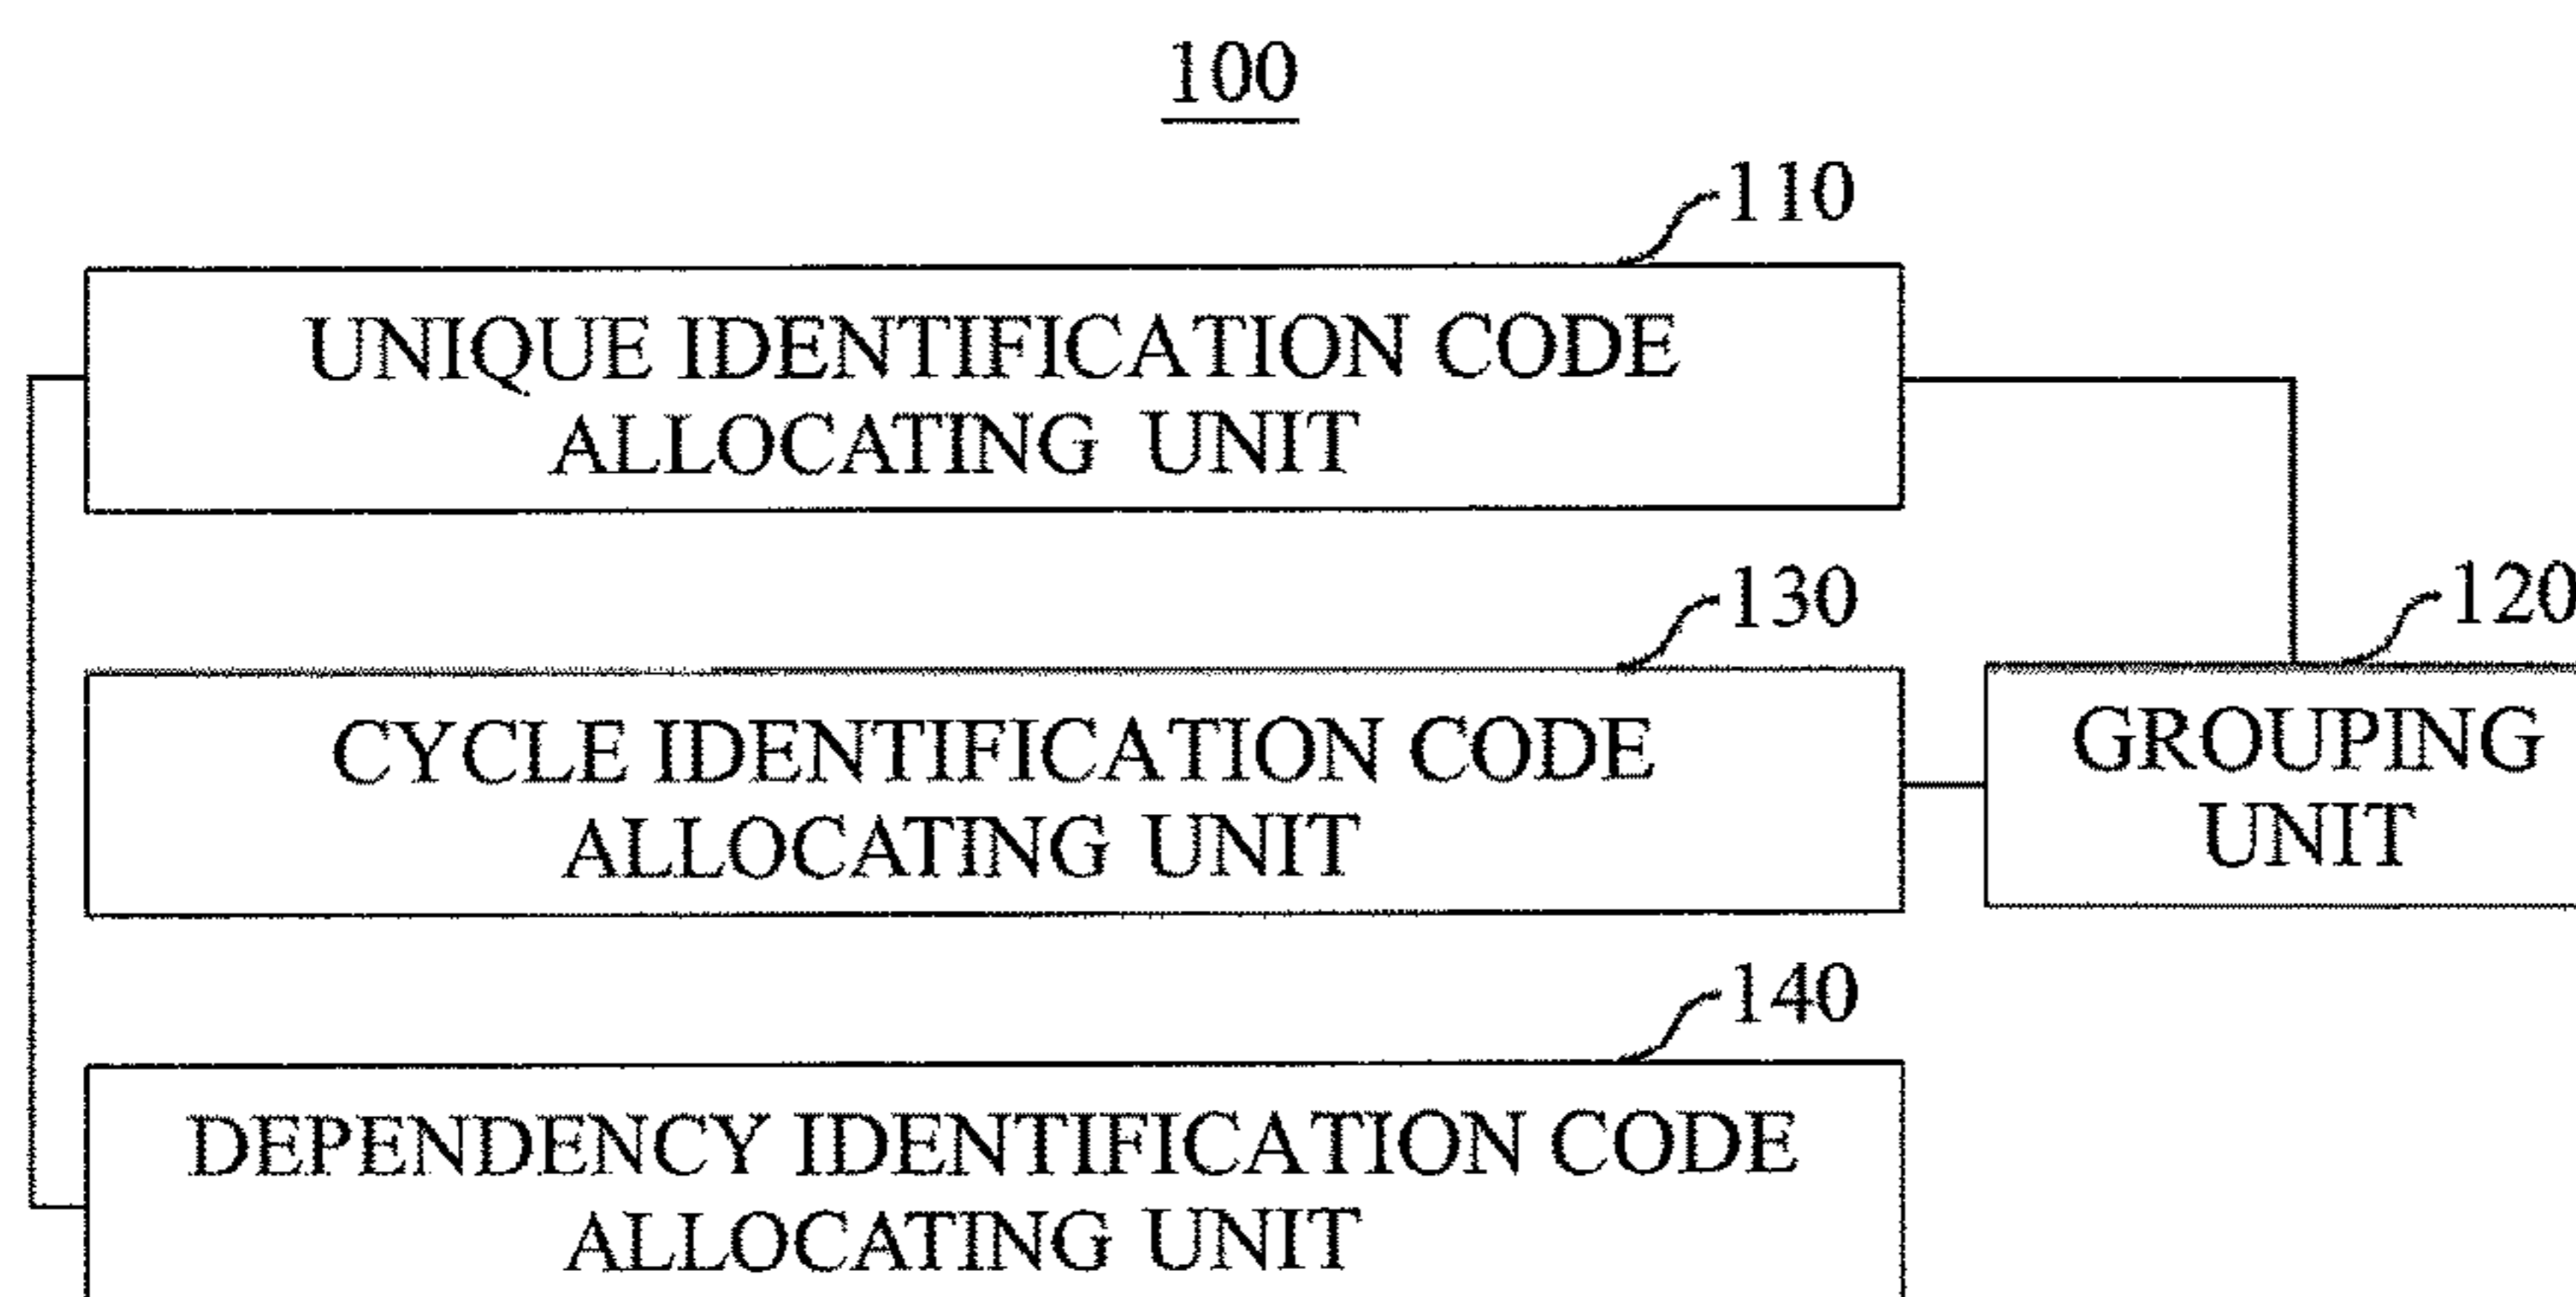 100
110
UNIQUE IDENTIFICATION CODE
ALLOCATING UNIT
130
120
CYCLE IDENTIFICATION CODE
ALLOCATING UNIT
GROUPING
UNIT
140
DEPENDENCY IDENTIFICATION CODE
ALLOCATING UNIT